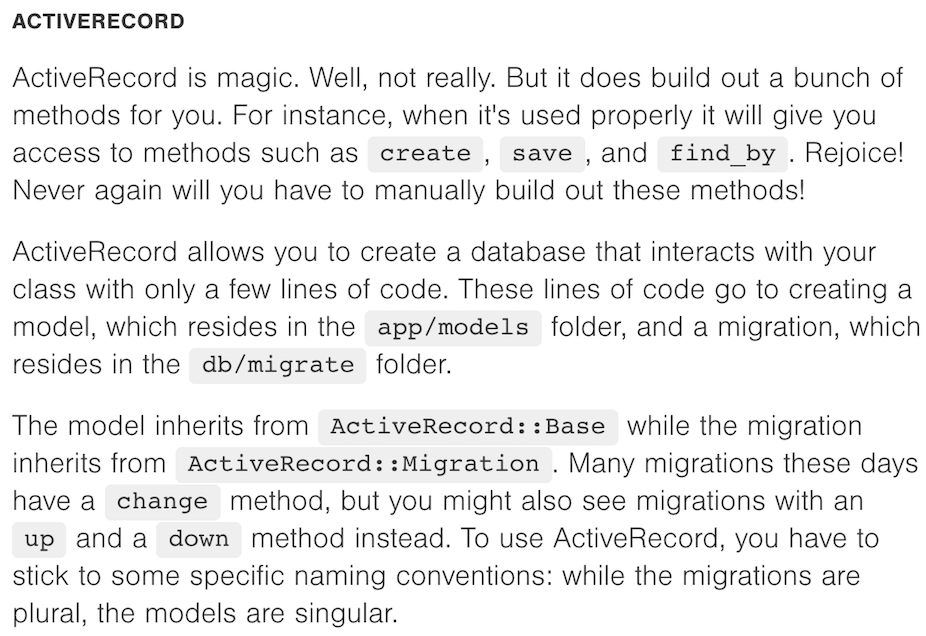 ACTIVERECORD
ActiveRecord is magic. Well, not really. But it does build out a bunch of
methods for you. For instance, when it's used properly it will give you
access to methods such as create , save , and find_by . Rejoice!
Never again will you have to manually build out these methods!
ActiveRecord allows you to create a database that interacts with your
class with only a few lines of code. These lines of code go to creating a
model, which resides in the app/models folder, and a migration, which
resides in the db/migrate folder.
The model inherits from ActiveRecord::Base while the migration
inherits from ActiveRecord::Migration . Many migrations these days
have a change method, but you might also see migrations with an
up and a down method instead. To use ActiveRecord, you have to
stick to some specific naming conventions: while the migrations are
plural, the models are singular.